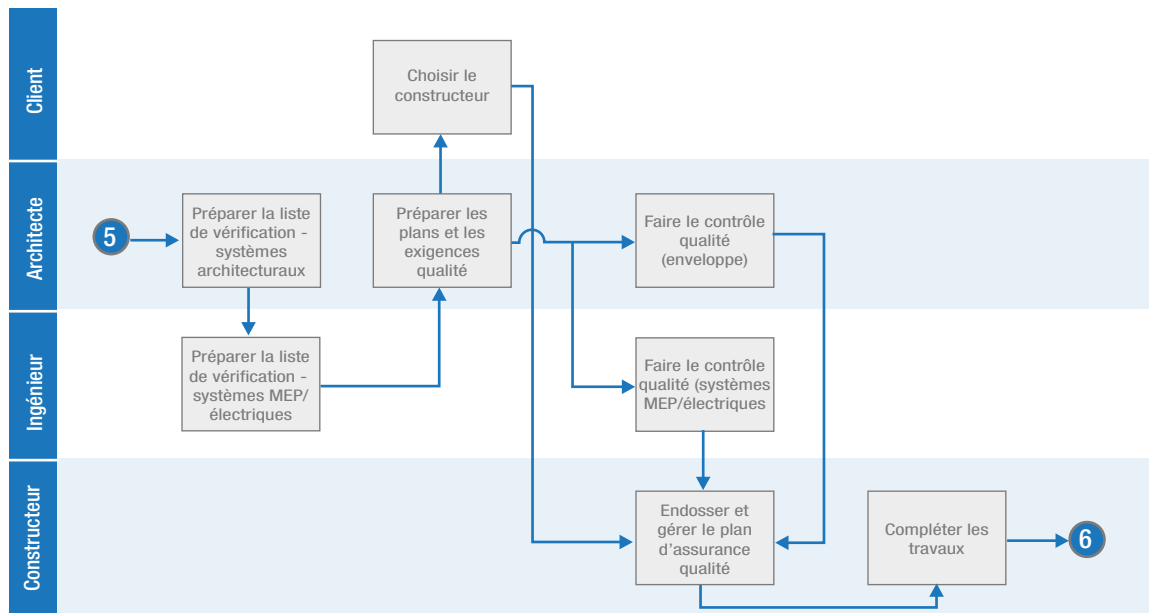 Client
Choisir le
constructeur
Architecte
5
Préparer la liste
de vérification -
systèmes
architecturaux
Préparer les
plans et les
exigences
qualité
Faire le contrôle
qualité
(enveloppe)
Ingénieur
Préparer la liste
de vérification -
systèmes MEP/
électriques
Faire le contrôle
qualité (systèmes
MEP/électriques
Constructeur
Endosser et
gérer le plan
d'assurance
qualité
Compléter les
travaux
6